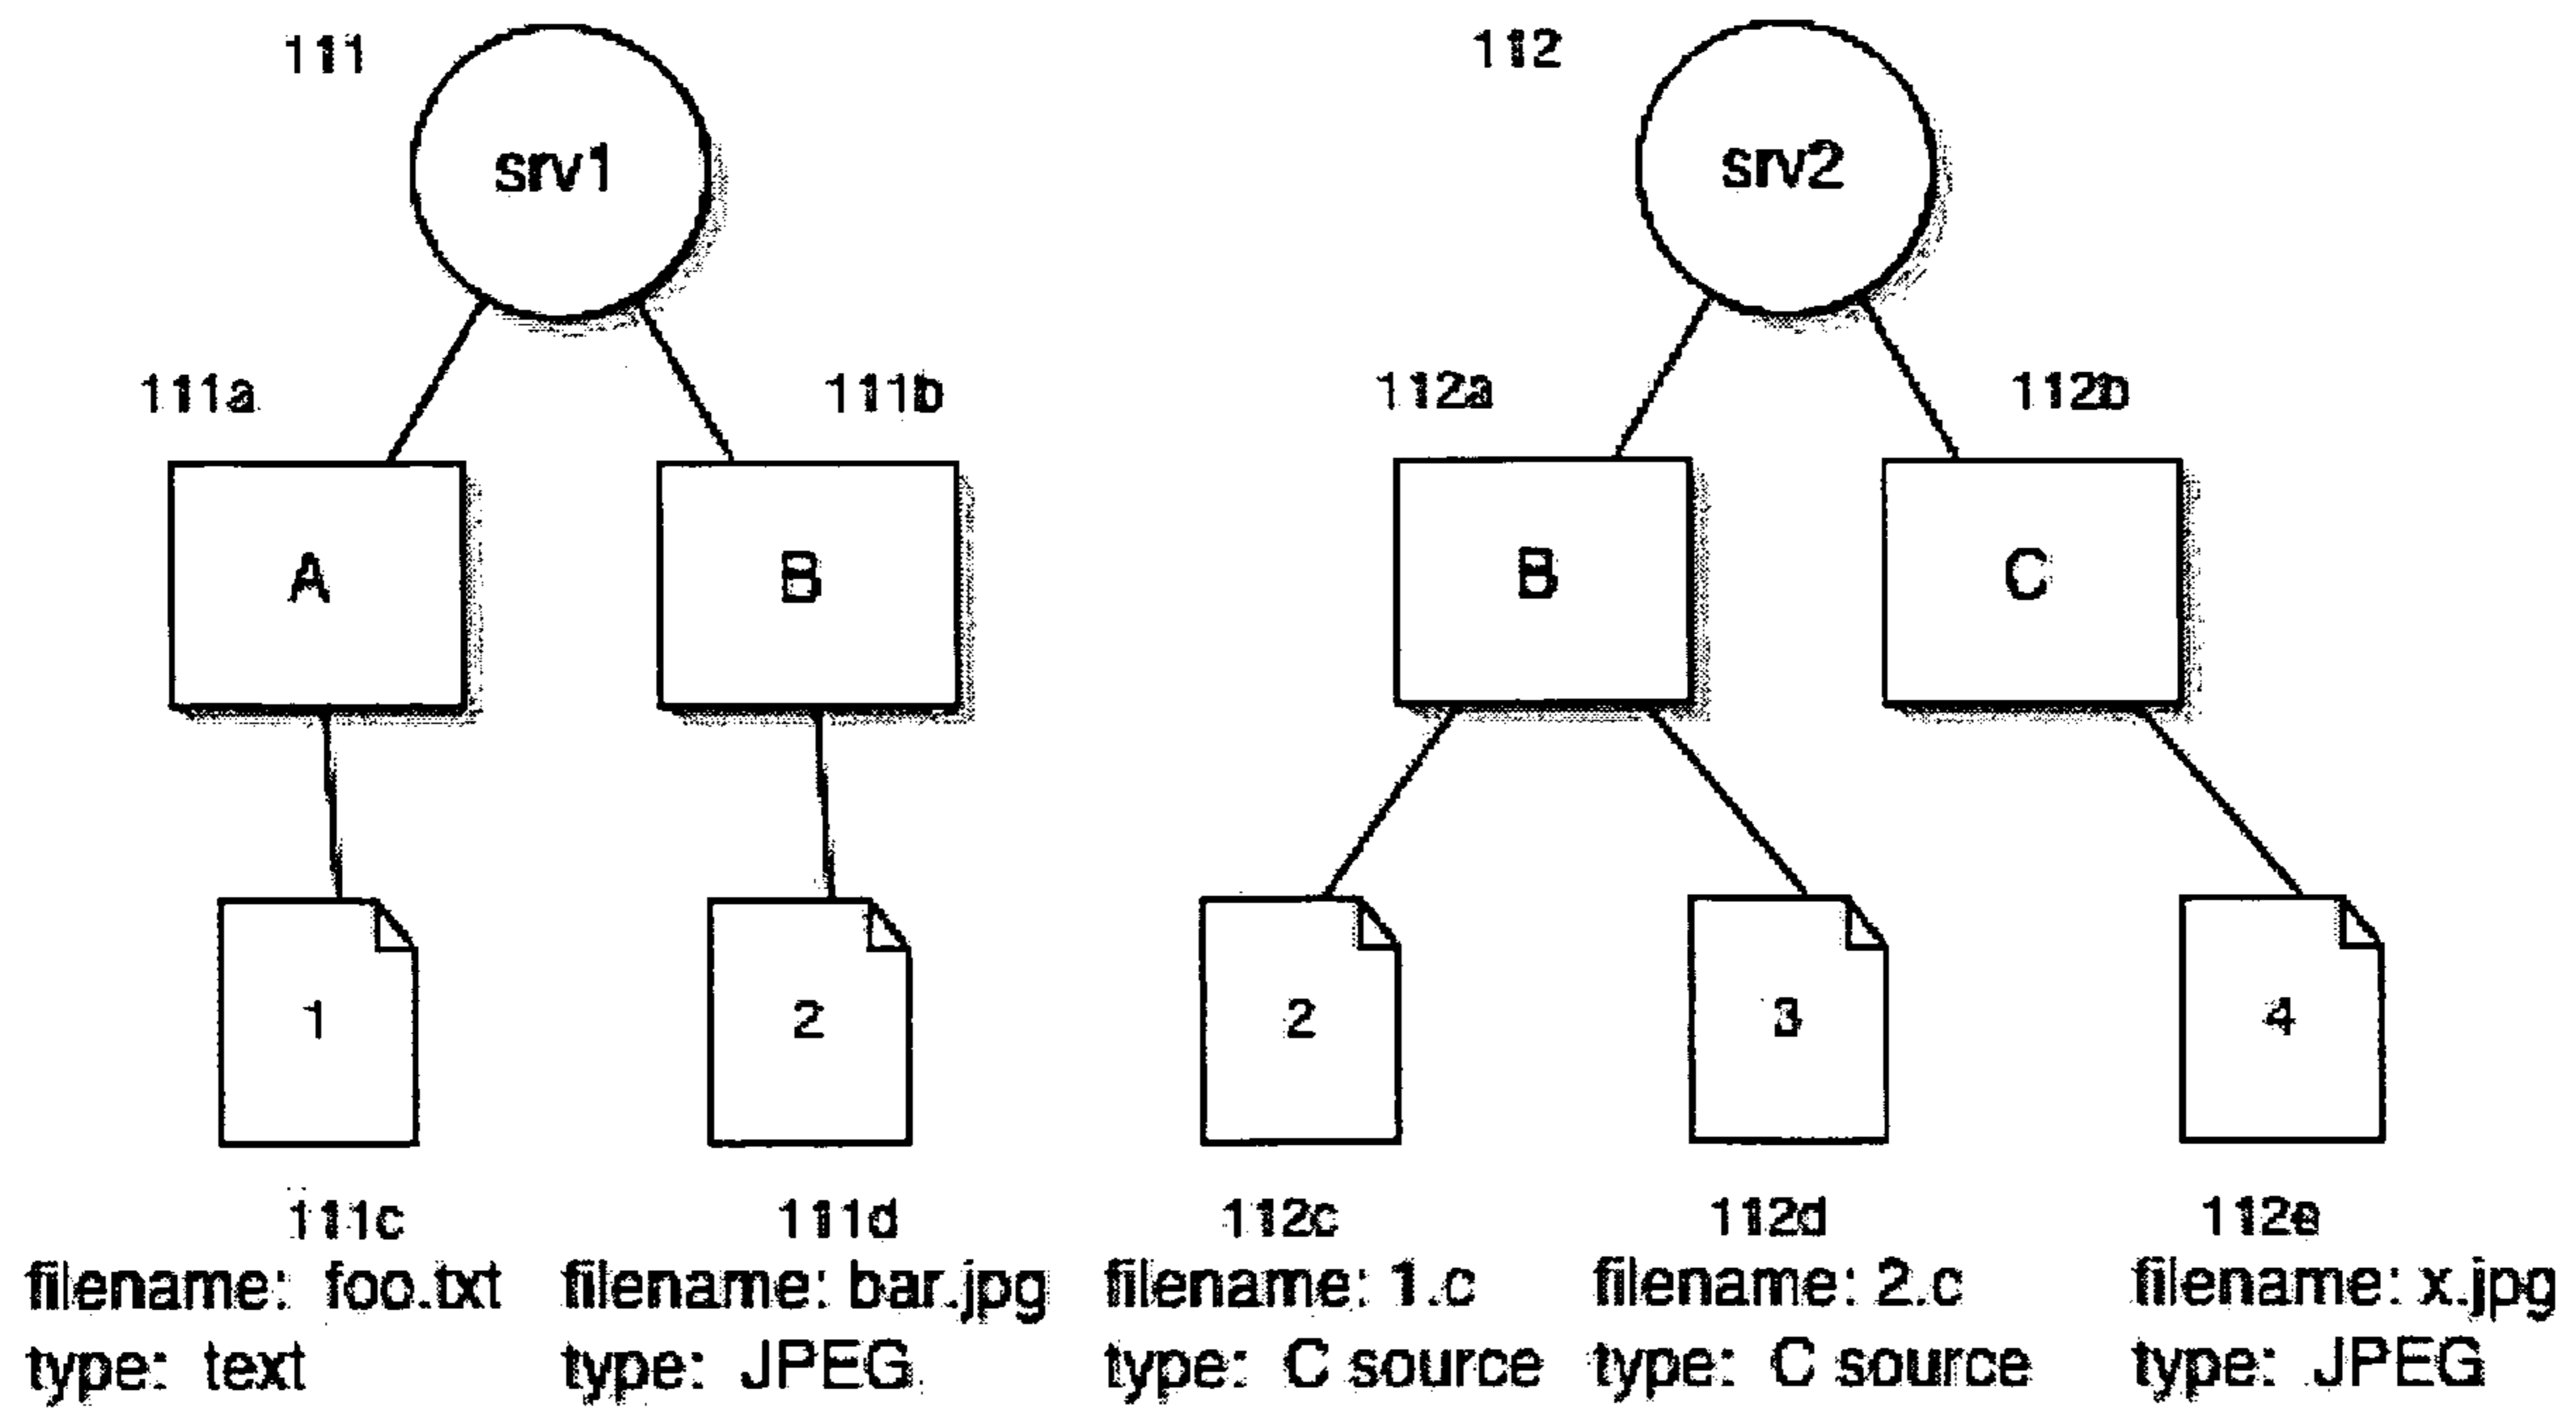 111
srv1
112
srv2
111a
111b
112a
112b
A
B
B
C
1
2
2
3
4
111c
111d
112c
112d
112e
filename: foo.txt
filename: bar.jpg
filename: 1.c
filename: 2.c
filename: x.jpg
type: text
type: JPEG
type: C source
type: C source
type: JPEG